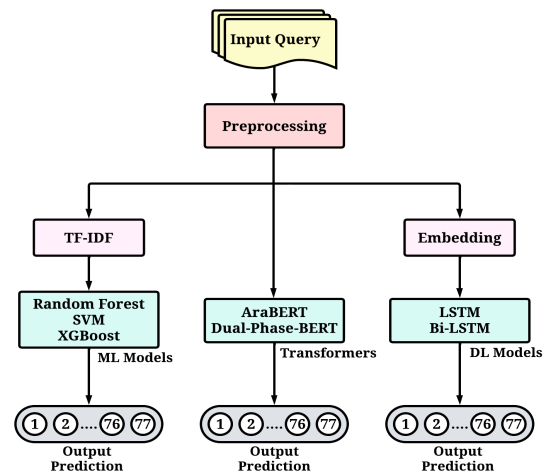 Input Query
Preprocessing
TF-IDF
Embedding
Random Forest
SVM
XGBoost
AraBERT
Dual-Phase-BERT
LSTM
Bi-LSTM
ML Models
Transformers
DL Models
1 2 .... 76 77
1 2 .... 76 77
1 2 .... 76 77
Output
Prediction
Output
Prediction
Output
Prediction